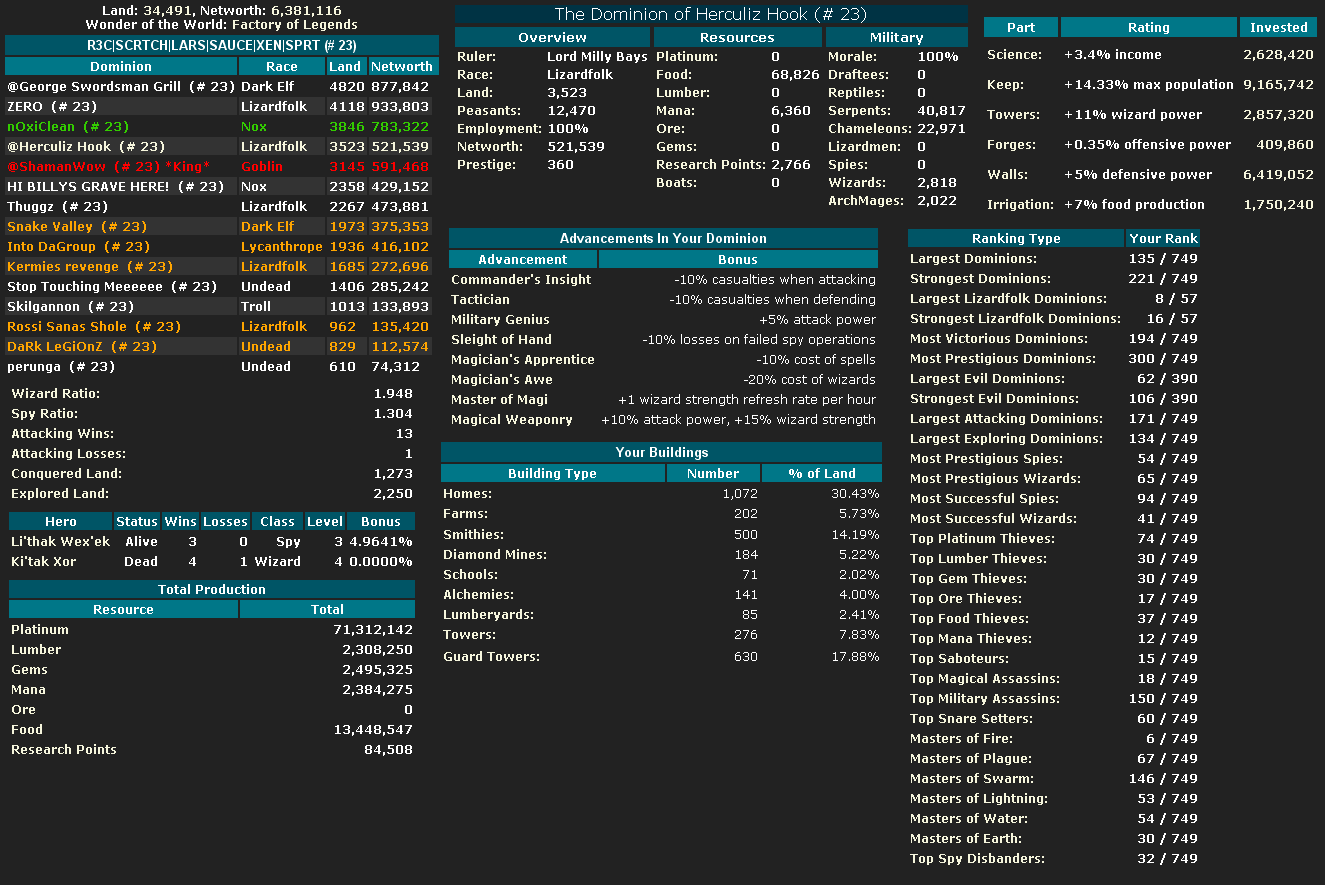 Land: 34,491, Networth: 6,381,116
Wonder of the World: Factory of Legends
R3C|SCRTCH|LARS|SAUCE|XEN|SPRT (# 23)
Dominion Race Land Networth
@George Swordsman Grill (# 23) Dark Elf 4820 877,842
ZERO (# 23) Lizardfolk 4118 933,803
nOxiClean (# 23) Nox 3846 783,322
@Herculiz Hook (# 23) Lizardfolk 3523 521,539
@ShamanWow (# 23) *King* Goblin 3145 591,468
HI BILLYS GRAVE HERE! (# 23) Nox 2358 429,152
Thuggz (# 23) Lizardfolk 2267 473,881
Snake Valley (# 23) Dark Elf 1973 375,353
Into DaGroup (# 23) Lycanthrope 1936 416,102
Kermies revenge (# 23) Lizardfolk 1685 272,696
Stop Touching Meeeeee (# 23) Undead 1406 285,242
Skilgannon (# 23) Troll 1013 133,893
Rossi Sanas Shole (# 23) Lizardfolk 962 135,420
DaRk LeGiOnZ (# 23) Undead 829 112,574
perunga (# 23) Undead 610 74,312
Wizard Ratio: 1.948
Spy Ratio: 1.304
Attacking Wins: 13
Attacking Losses: 1
Conquered Land: 1,273
Explored Land: 2,250
Hero Status Wins Losses Class Level Bonus
Li'thak Wex'ek Alive 3 0 Spy 3 4.9641%
Ki'tak Xor Dead 4 1 Wizard 4 0.0000%
Total Production
Resource Total
Platinum 71,312,142
Lumber 2,308,250
Gems 2,495,325
Mana 2,384,275
Ore 0
Food 13,448,547
Research Points 84,508
The Dominion of Herculiz Hook (# 23)
Overview Resources Military
Ruler: Lord Milly Bays Platinum: 0 Morale: 100%
Race: Lizardfolk Food: 68,826 Draftees: 0
Land: 3,523 Lumber: 0 Reptiles: 0
Peasants: 12,470 Mana: 6,360 Serpents: 40,817
Employment: 100% Ore: 0 Chameleons: 22,971
Networth: 521,539 Gems: 0 Lizardmen: 0
Prestige: 360 Research Points: 2,766 Spies: 0
Boats: 0 Wizards: 2,818
ArchMages: 2,022
Advancements In Your Dominion
Advancement Bonus
Commander's Insight -10% casualties when attacking
Tactician -10% casualties when defending
Military Genius +5% attack power
Sleight of Hand -10% losses on failed spy operations
Magician's Apprentice -10% cost of spells
Magician's Awe -20% cost of wizards
Master of Magi +1 wizard strength refresh rate per hour
Magical Weaponry +10% attack power, +15% wizard strength
Your Buildings
Building Type Number % of Land
Homes: 1,072 30.43%
Farms: 202 5.73%
Smithies: 500 14.19%
Diamond Mines: 184 5.22%
Schools: 71 2.02%
Alchemies: 141 4.00%
Lumberyards: 85 2.41%
Towers: 276 7.83%
Guard Towers: 630 17.88%
Part Rating Invested
Science: +3.4% income 2,628,420
Keep: +14.33% max population 9,165,742
Towers: +11% wizard power 2,857,320
Forges: +0.35% offensive power 409,860
Walls: +5% defensive power 6,419,052
Irrigation: +7% food production 1,750,240
Ranking Type Your Rank
Largest Dominions: 135 / 749
Strongest Dominions: 221 / 749
Largest Lizardfolk Dominions: 8 / 57
Strongest Lizardfolk Dominions: 16 / 57
Most Victorious Dominions: 194 / 749
Most Prestigious Dominions: 300 / 749
Largest Evil Dominions: 62 / 390
Strongest Evil Dominions: 106 / 390
Largest Attacking Dominions: 171 / 749
Largest Exploring Dominions: 134 / 749
Most Prestigious Spies: 54 / 749
Most Prestigious Wizards: 65 / 749
Most Successful Spies: 94 / 749
Most Successful Wizards: 41 / 749
Top Platinum Thieves: 74 / 749
Top Lumber Thieves: 30 / 749
Top Gem Thieves: 30 / 749
Top Ore Thieves: 17 / 749
Top Food Thieves: 37 / 749
Top Mana Thieves: 12 / 749
Top Saboteurs: 15 / 749
Top Magical Assassins: 18 / 749
Top Military Assassins: 150 / 749
Top Snare Setters: 60 / 749
Masters of Fire: 6 / 749
Masters of Plague: 67 / 749
Masters of Swarm: 146 / 749
Masters of Lightning: 53 / 749
Masters of Water: 54 / 749
Masters of Earth: 30 / 749
Top Spy Disbanders: 32 / 749